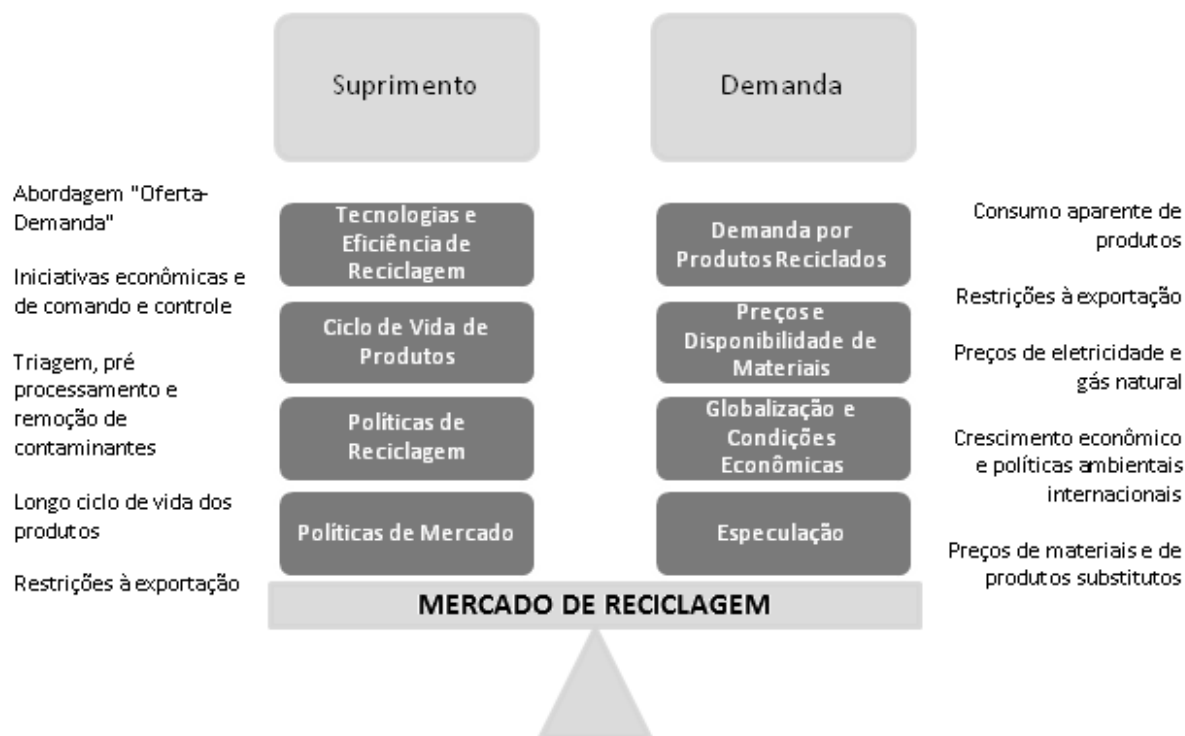 Suprimento
Demanda
Abordagem "Oferta-
Demanda"
Iniciativas econômicas e
de comando e controle
Triagem, pré
processamento e
remoção de
contaminantes
Longo ciclo de vida dos
produtos
Restrições à exportação
Tecnologias e
Eficiência de
Reciclagem
Ciclo de Vida de
Produtos
Políticas de
Reciclagem
Políticas de Mercado
Demanda por
Produtos Reciclados
Preços e
Disponibilidade de
Materiais
Globalização e
Condições
Econômicas
Especulação
Consumo aparente de
produtos
Restrições à exportação
Preços de eletricidade e
gás natural
Crescimento econômico
e políticas ambientais
internacionais
Preços de materiais e de
produtos substitutos
MERCADO DE RECICLAGEM